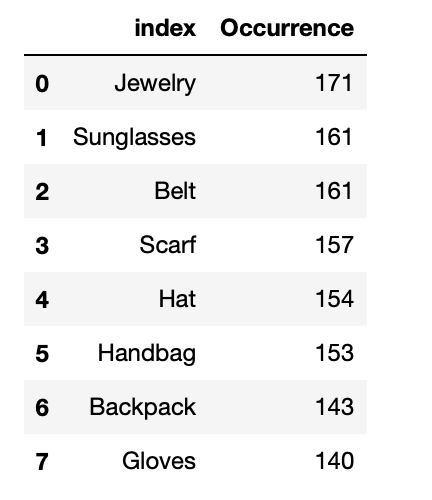 index Occurrence
0 Jewelry 171
1 Sunglasses 161
2 Belt 161
3 Scarf 157
4 Hat 154
5 Handbag 153
6 Backpack 143
7 Gloves 140